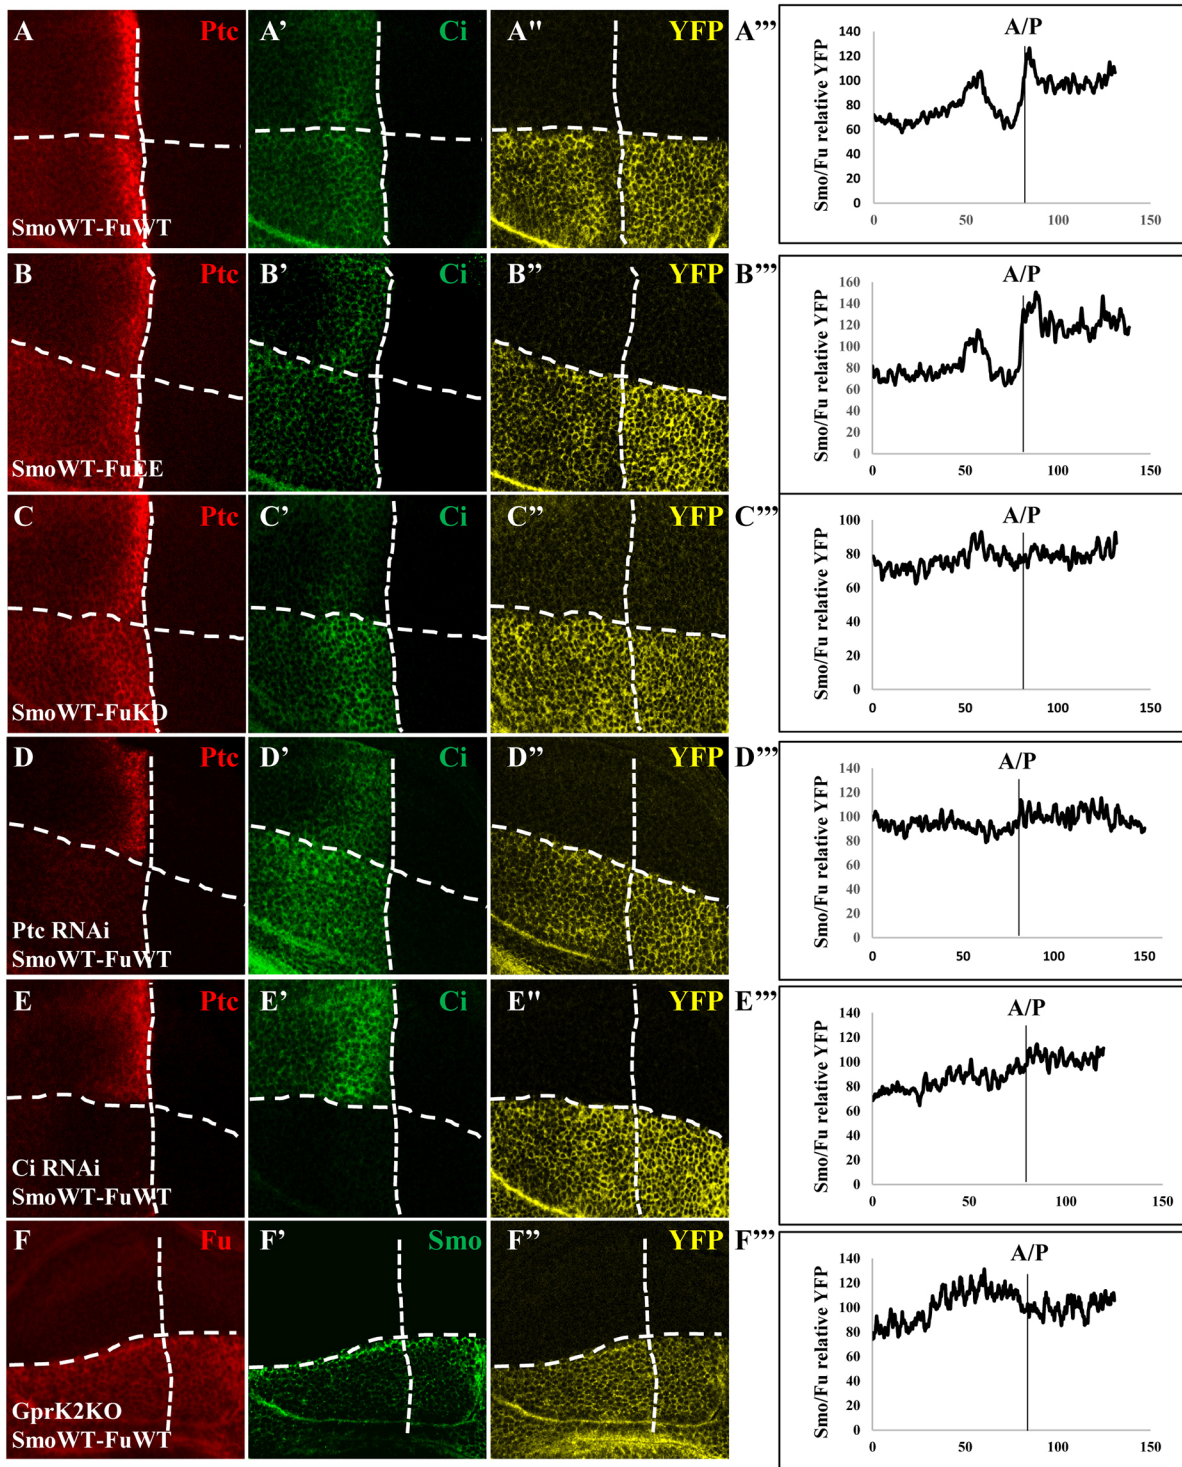 A Ptc A' Ci A" YFP A"'
SmoWT-FuWT
A/P
Smo/Fu relative YFP
140
120
100
80
60
40
20
0
0 50 100 150
B Ptc B' Ci B" YFP B"'
SmoWT-FuEE
A/P
Smo/Fu relative YFP
160
140
120
100
80
60
40
20
0
0 50 100 150
C Ptc C' Ci C" YFP C"'
SmoWT-FuKD
A/P
Smo/Fu relative YFP
100
80
60
40
20
0
0 50 100 150
D Ptc D' Ci D" YFP D"'
Ptc RNAi
SmoWT-FuWT
A/P
Smo/Fu relative YFP
140
120
100
80
60
40
20
0
0 50 100 150
E Ptc E' Ci E" YFP E"'
Ci RNAi
SmoWT-FuWT
A/P
Smo/Fu relative YFP
140
120
100
80
60
40
20
0
0 50 100 150
F Fu F' Smo F" YFP F"'
GprK2KO
SmoWT-FuWT
A/P
Smo/Fu relative YFP
140
120
100
80
60
40
20
0
0 50 100 150